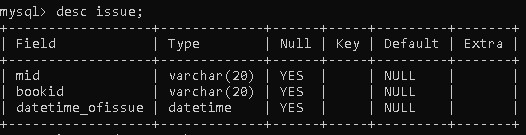 mysql> desc issue;
+------------------+-------------+------+-----+---------+-------+
| Field            | Type        | Null | Key | Default | Extra |
+------------------+-------------+------+-----+---------+-------+
| mid              | varchar(20) | YES  |     | NULL    |       |
| bookid           | varchar(20) | YES  |     | NULL    |       |
| datetime_ofissue | datetime    | YES  |     | NULL    |       |
+------------------+-------------+------+-----+---------+-------+